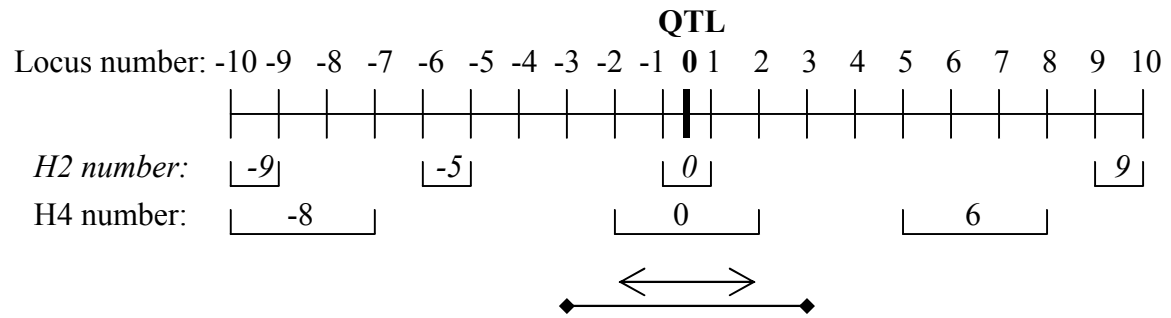 QTL
Locus number: -10 -9 -8 -7 -6 -5 -4 -3 -2 -1 0 1 2 3 4 5 6 7 8 9 10
H2 number: -9 -5 0 9
H4 number: -8 0 6